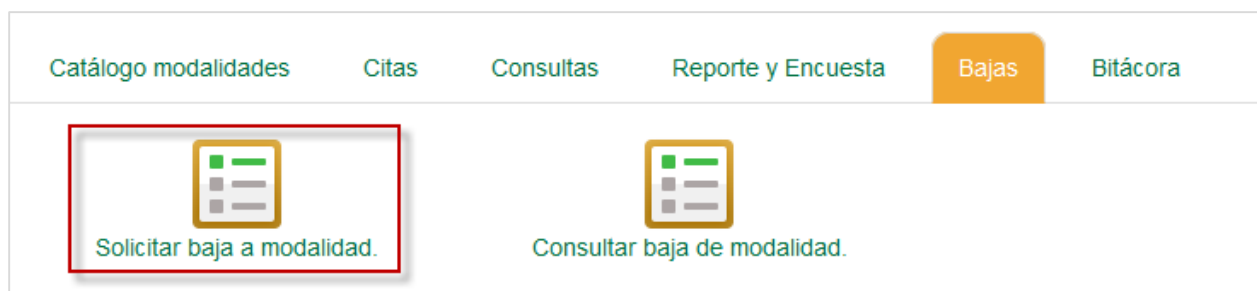 Catálogo modalidades Citas Consultas Reporte y Encuesta Bajas Bitácora
Solicitar baja a modalidad. Consultar baja de modalidad.